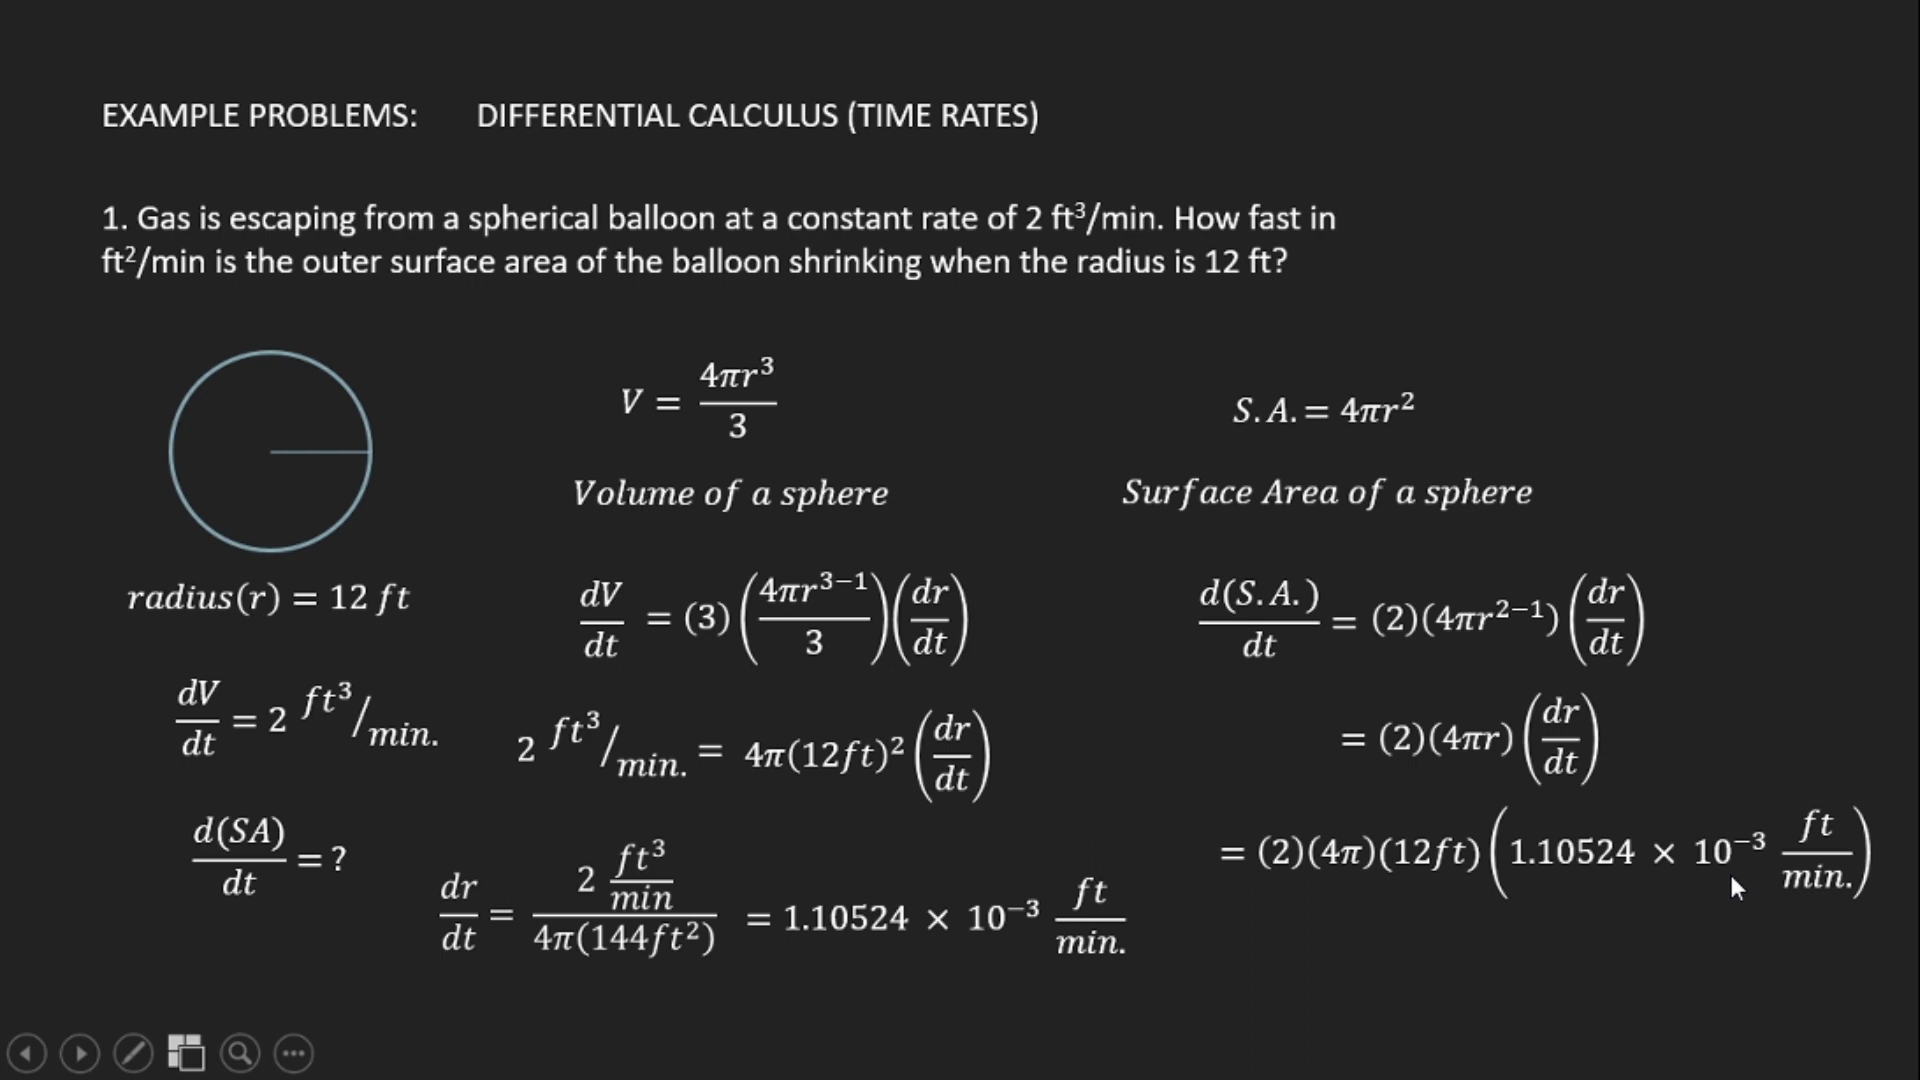 EXAMPLE PROBLEMS: DIFFERENTIAL CALCULUS (TIME RATES)
1. Gas is escaping from a spherical balloon at a constant rate of 2 ft³/min. How fast in
ft²/min is the outer surface area of the balloon shrinking when the radius is 12 ft?
V = 4πr³/3
S.A.= 4πr²
Volume of a sphere
Surface Area of a sphere
radius(r) = 12 ft
dV/dt = (3)(4πr³⁻¹/3)(dr/dt)
d(S.A.)/dt = (2)(4πr²⁻¹)(dr/dt)
dV/dt = 2 ft³/min.
2 ft³/min. = 4π(12ft)²(dr/dt)
= (2)(4πr)(dr/dt)
d(SA)/dt = ?
dr/dt = 2 ft³/min / 4π(144ft²) = 1.10524 × 10⁻³ ft/min.
= (2)(4π)(12ft)(1.10524 × 10⁻³ ft/min.)